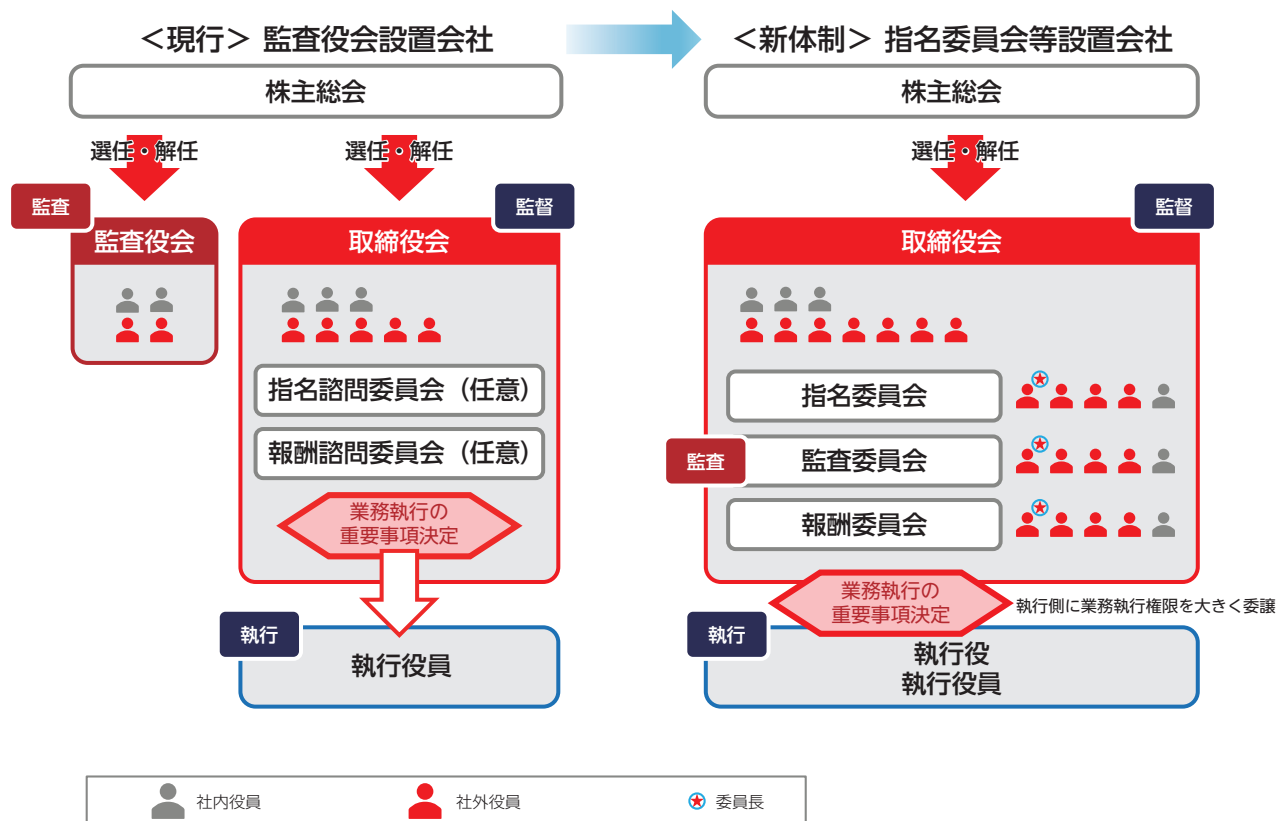 <現行> 監査役会設置会社
株主総会
選任・解任
選任・解任
監査
監査役会
監督
取締役会
指名諮問委員会（任意）
報酬諮問委員会（任意）
業務執行の
重要事項決定
執行
執行役員
<新体制> 指名委員会等設置会社
株主総会
選任・解任
監督
取締役会
指名委員会
監査
監査委員会
報酬委員会
業務執行の
重要事項決定
執行側に業務執行権限を大きく委譲
執行
執行役
執行役員
社内役員
社外役員
委員長